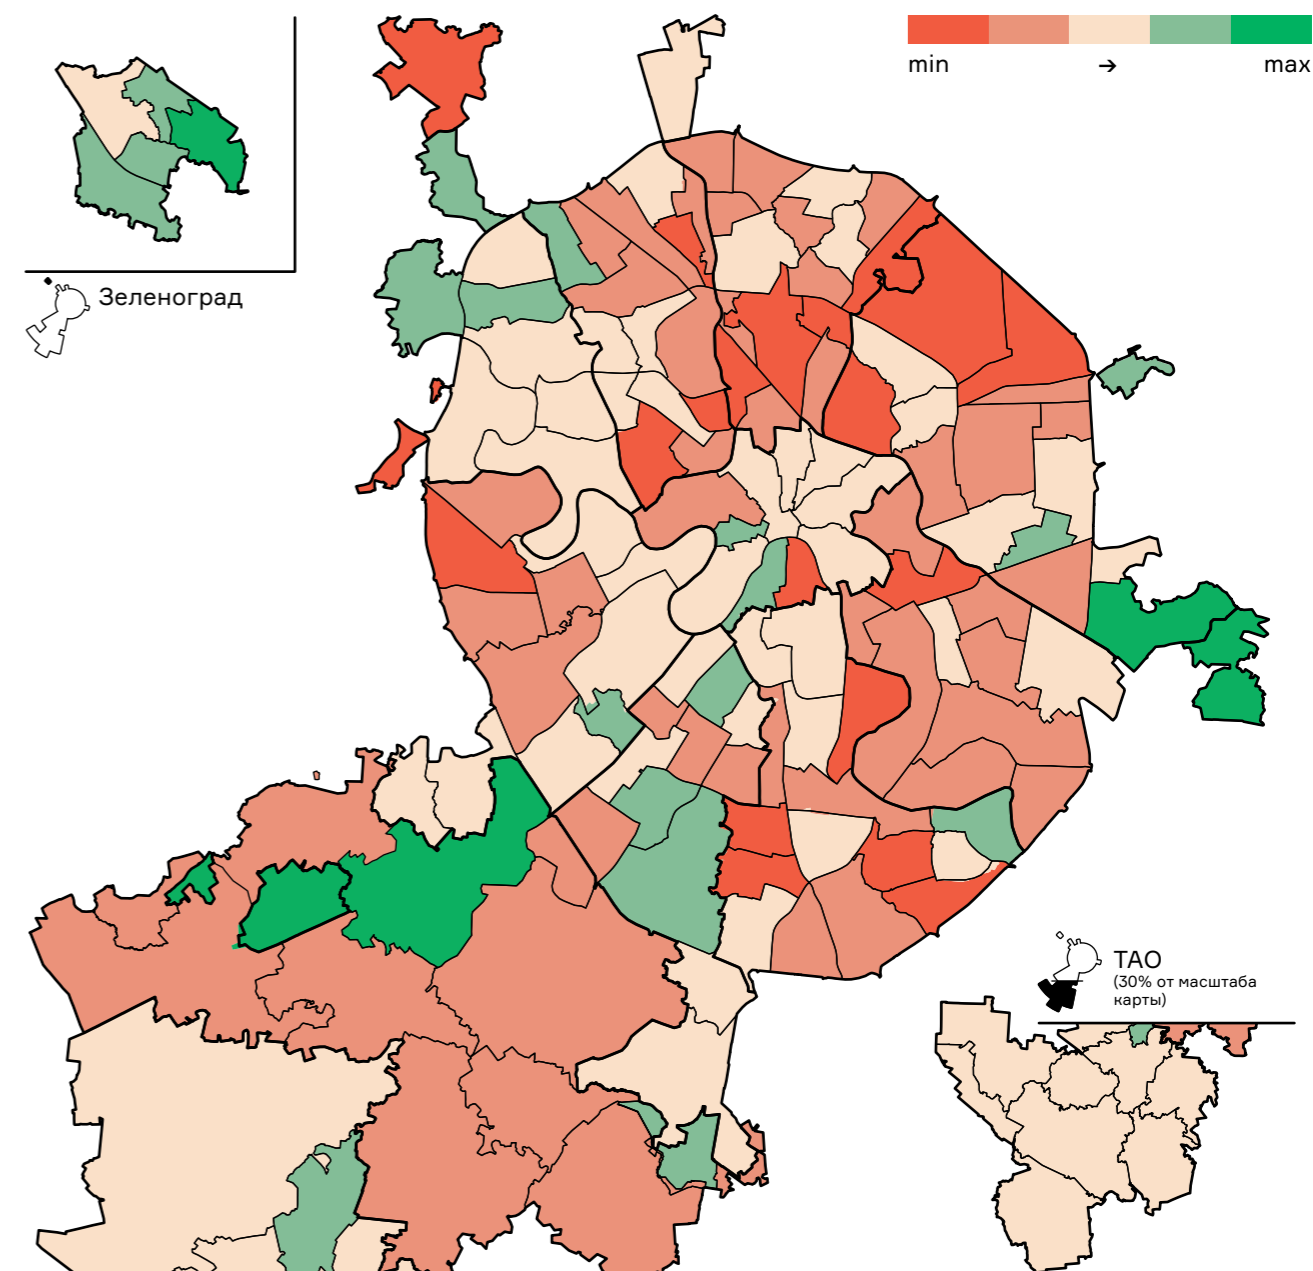 min → max
Зеленоград
ТАО
(30% от масштаба
карты)